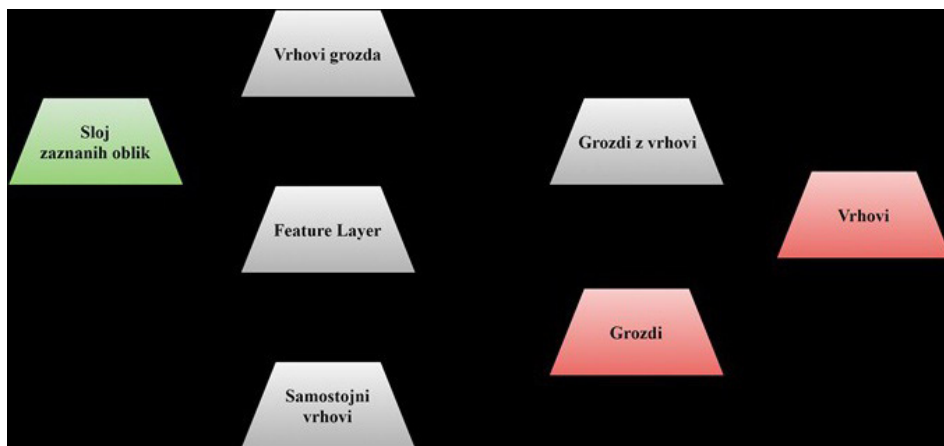 Vrhovi grozda
Sloj
zaznanih oblik
Grozdi z vrhovi
Vrhovi
Feature Layer
Grozdi
Samostojni
vrhovi